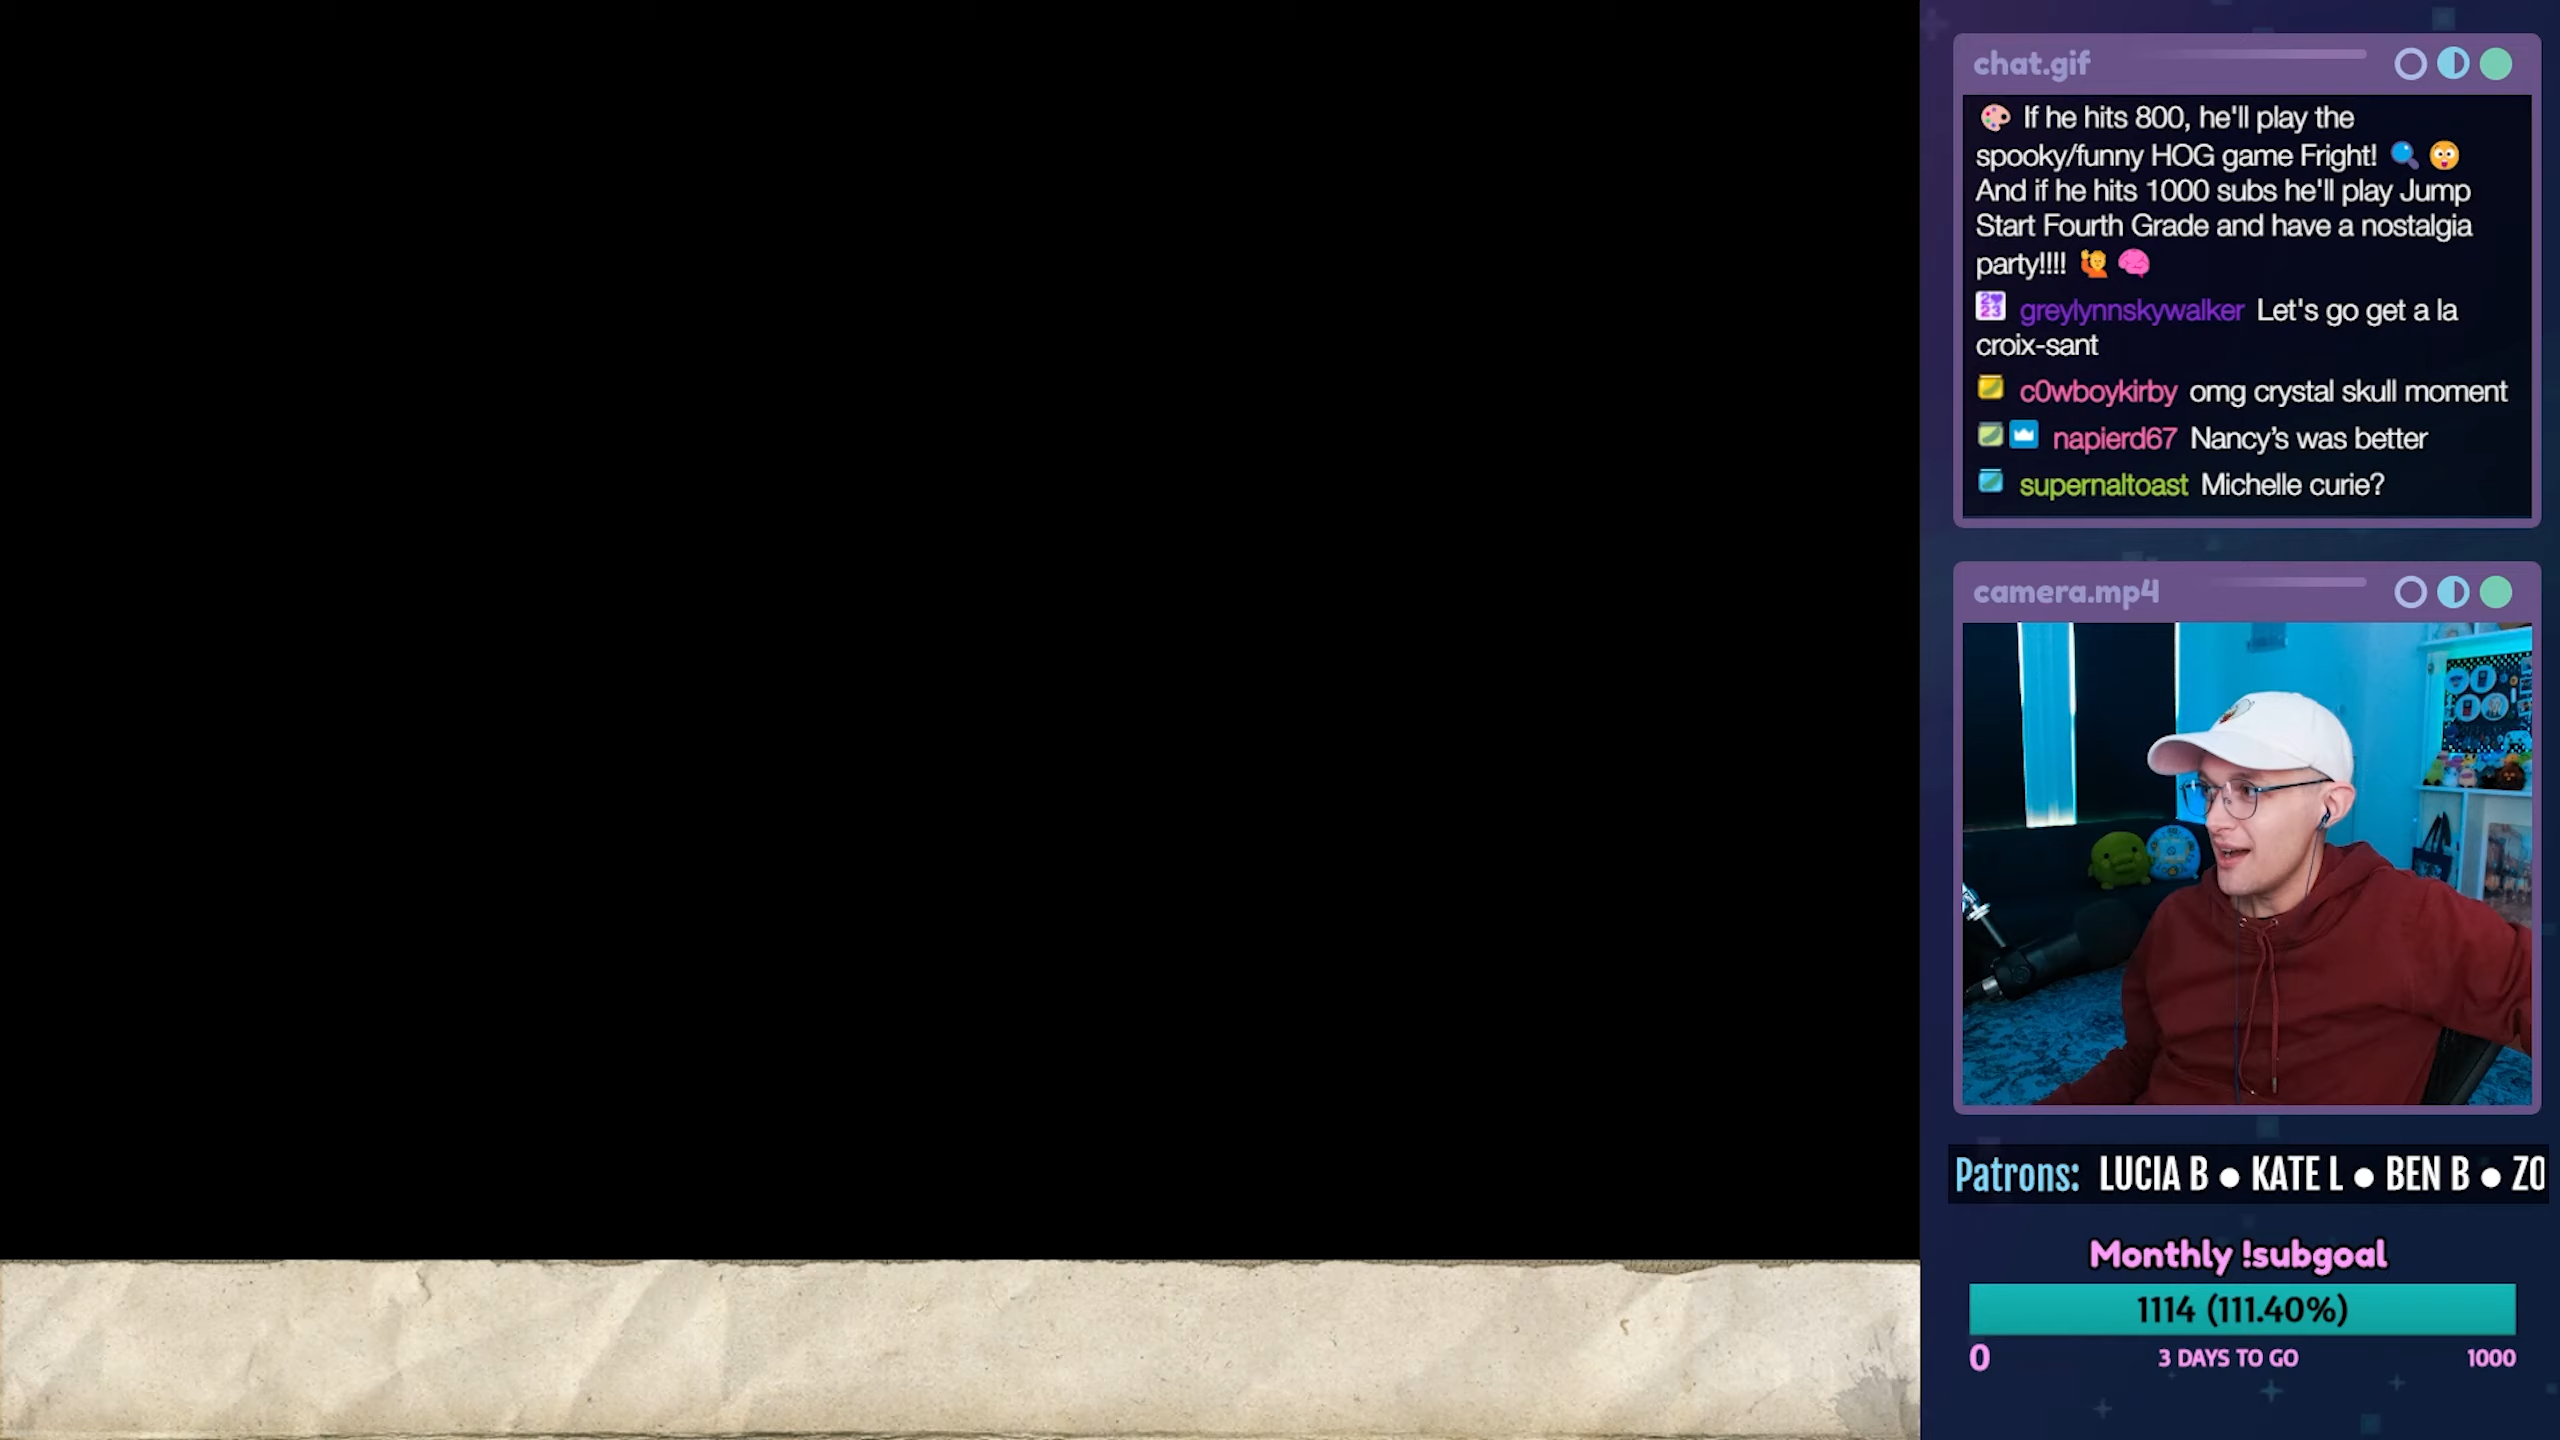 chat.gif
🎨 If he hits 800, he'll play the
spooky/funny HOG game Fright! 🔍 😳
And if he hits 1000 subs he'll play Jump
Start Fourth Grade and have a nostalgia
party!!!! 🙋 🧠
greylynnskywalker Let's go get a la
croix-sant
c0wboykirby omg crystal skull moment
napierd67 Nancy’s was better
supernaltoast Michelle curie?
camera.mp4
Patrons: LUCIA B ● KATE L ● BEN B ● ZO
Monthly !subgoal
1114 (111.40%)
0 3 DAYS TO GO 1000